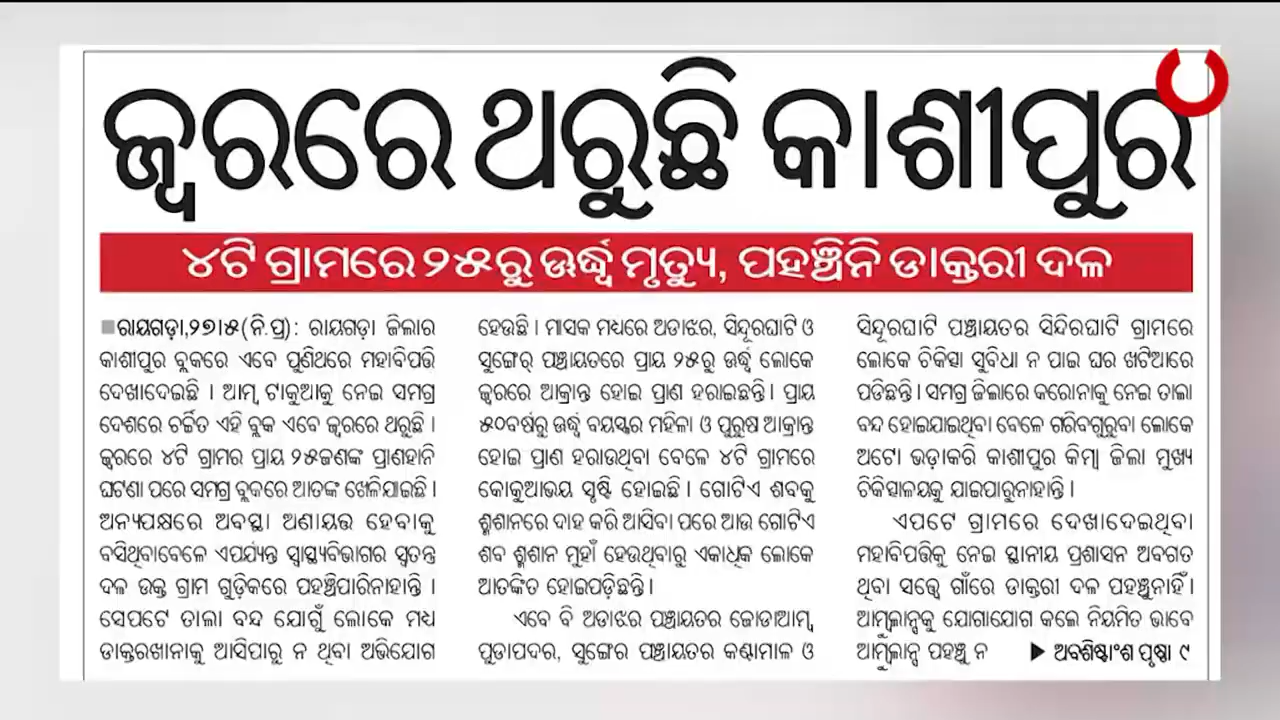 ଜ୍ୱରରେ ଥରୁଛି କାଶୀପୁର
୪ଟି ଗ୍ରାମରେ ୨୫ରୁ ଊର୍ଦ୍ଧ୍ୱ ମୃତ୍ୟୁ, ପହଞ୍ଚିନି ଡାକ୍ତରୀ ଦଳ
■ରାୟଗଡ଼ା,୨୭।୫(ନି.ପ୍ର): ରାୟଗଡ଼ା ଜିଲାର
କାଶୀପୁର ବ୍ଲକରେ ଏବେ ପୁଣିଥରେ ମହାବିପତ୍ତି
ଦେଖାଦେଇଛି । ଆମ୍ବ ଟାକୁଆକୁ ନେଇ ସମଗ୍ର
ଦେଶରେ ଚର୍ଚ୍ଚିତ ଏହି ବ୍ଲକ ଏବେ ଜ୍ୱରରେ ଥରୁଛି ।
ଜ୍ୱରରେ ୪ଟି ଗ୍ରାମର ପ୍ରାୟ ୨୫ଜଣଙ୍କ ପ୍ରାଣହାନି
ଘଟଣା ପରେ ସମଗ୍ର ବ୍ଲକରେ ଆତଙ୍କ ଖେଳିଯାଇଛି ।
ଅନ୍ୟପକ୍ଷରେ ଅବସ୍ଥା ଅଣାୟତ୍ତ ହେବାକୁ
ବସିଥିବାବେଳେ ଏପର୍ଯ୍ୟନ୍ତ ସ୍ୱାସ୍ଥ୍ୟବିଭାଗର ସ୍ୱତନ୍ତ୍ର
ଦଳ ଉକ୍ତ ଗ୍ରାମ ଗୁଡ଼ିକରେ ପହଞ୍ଚିପାରିନାହାନ୍ତି ।
ସେପଟେ ତାଲା ବନ୍ଦ ଯୋଗୁଁ ଲୋକେ ମଧ୍ୟ
ଡାକ୍ତରଖାନାକୁ ଆସିପାରୁ ନ ଥିବା ଅଭିଯୋଗ
ହେଉଛି । ମାସକ ମଧ୍ୟରେ ଅଡାଝର, ସିନ୍ଦୂରଘାଟି ଓ
ସୁଙ୍ଗେର୍ ପଞ୍ଚାୟତରେ ପ୍ରାୟ ୨୫ରୁ ଊର୍ଦ୍ଧ୍ୱ ଲୋକେ
ଜ୍ୱରରେ ଆକ୍ରାନ୍ତ ହୋଇ ପ୍ରାଣ ହରାଇଛନ୍ତି । ପ୍ରାୟ
୫୦ବର୍ଷରୁ ଊର୍ଦ୍ଧ୍ୱ ବୟସ୍କର ମହିଳା ଓ ପୁରୁଷ ଆକ୍ରାନ୍ତ
ହୋଇ ପ୍ରାଣ ହରାଉଥିବା ବେଳେ ୪ଟି ଗ୍ରାମରେ
କୋକୁଆଭୟ ସୃଷ୍ଟି ହୋଇଛି । ଗୋଟିଏ ଶବକୁ
ଶ୍ମଶାନରେ ଦାହ କରି ଆସିବା ପରେ ଆଉ ଗୋଟିଏ
ଶବ ଶ୍ମଶାନ ମୁହାଁ ହେଉଥିବାରୁ ଏକାଧିକ ଲୋକେ
ଆତଙ୍କିତ ହୋଇପଡ଼ିଛନ୍ତି ।
ଏବେ ବି ଅଡାଝର ପଞ୍ଚାୟତର ଜୋଡାଆମ୍ବ,
ପୁଡାପଦର, ସୁଙ୍ଗେର ପଞ୍ଚାୟତର କଣ୍ଟାମାଳ ଓ
ସିନ୍ଦୂରଘାଟି ପଞ୍ଚାୟତର ସିନ୍ଦିରଘାଟି ଗ୍ରାମରେ
ଲୋକେ ଚିକିତ୍ସା ସୁବିଧା ନ ପାଇ ଘର ଖଟିଆରେ
ପଡିଛନ୍ତି । ସମଗ୍ର ଜିଲାରେ କରୋନାକୁ ନେଇ ତାଲା
ବନ୍ଦ ହୋଇଯାଇଥିବା ବେଳେ ଗରିବଗୁରୁବା ଲୋକେ
ଅଟୋ ଭଡ଼ାକରି କାଶୀପୁର କିମ୍ବା ଜିଲା ମୁଖ୍ୟ
ଚିକିତ୍ସାଳୟକୁ ଯାଇପାରୁନାହାନ୍ତି ।
ଏପଟେ ଗ୍ରାମରେ ଦେଖାଦେଇଥିବା
ମହାବିପତ୍ତିକୁ ନେଇ ସ୍ଥାନୀୟ ପ୍ରଶାସନ ଅବଗତ
ଥିବା ସତ୍ତ୍ୱେ ଗାଁରେ ଡାକ୍ତରୀ ଦଳ ପହଞ୍ଚୁନାହିଁ ।
ଆମ୍ବୁଲାନ୍ସକୁ ଯୋଗାଯୋଗ କଲେ ନିୟମିତ ଭାବେ
ଆମ୍ବୁଲାନ୍ସ ପହଞ୍ଚୁ ନ ▶ ଅବଶିଷ୍ଟାଂଶ ପୃଷ୍ଠା ୯